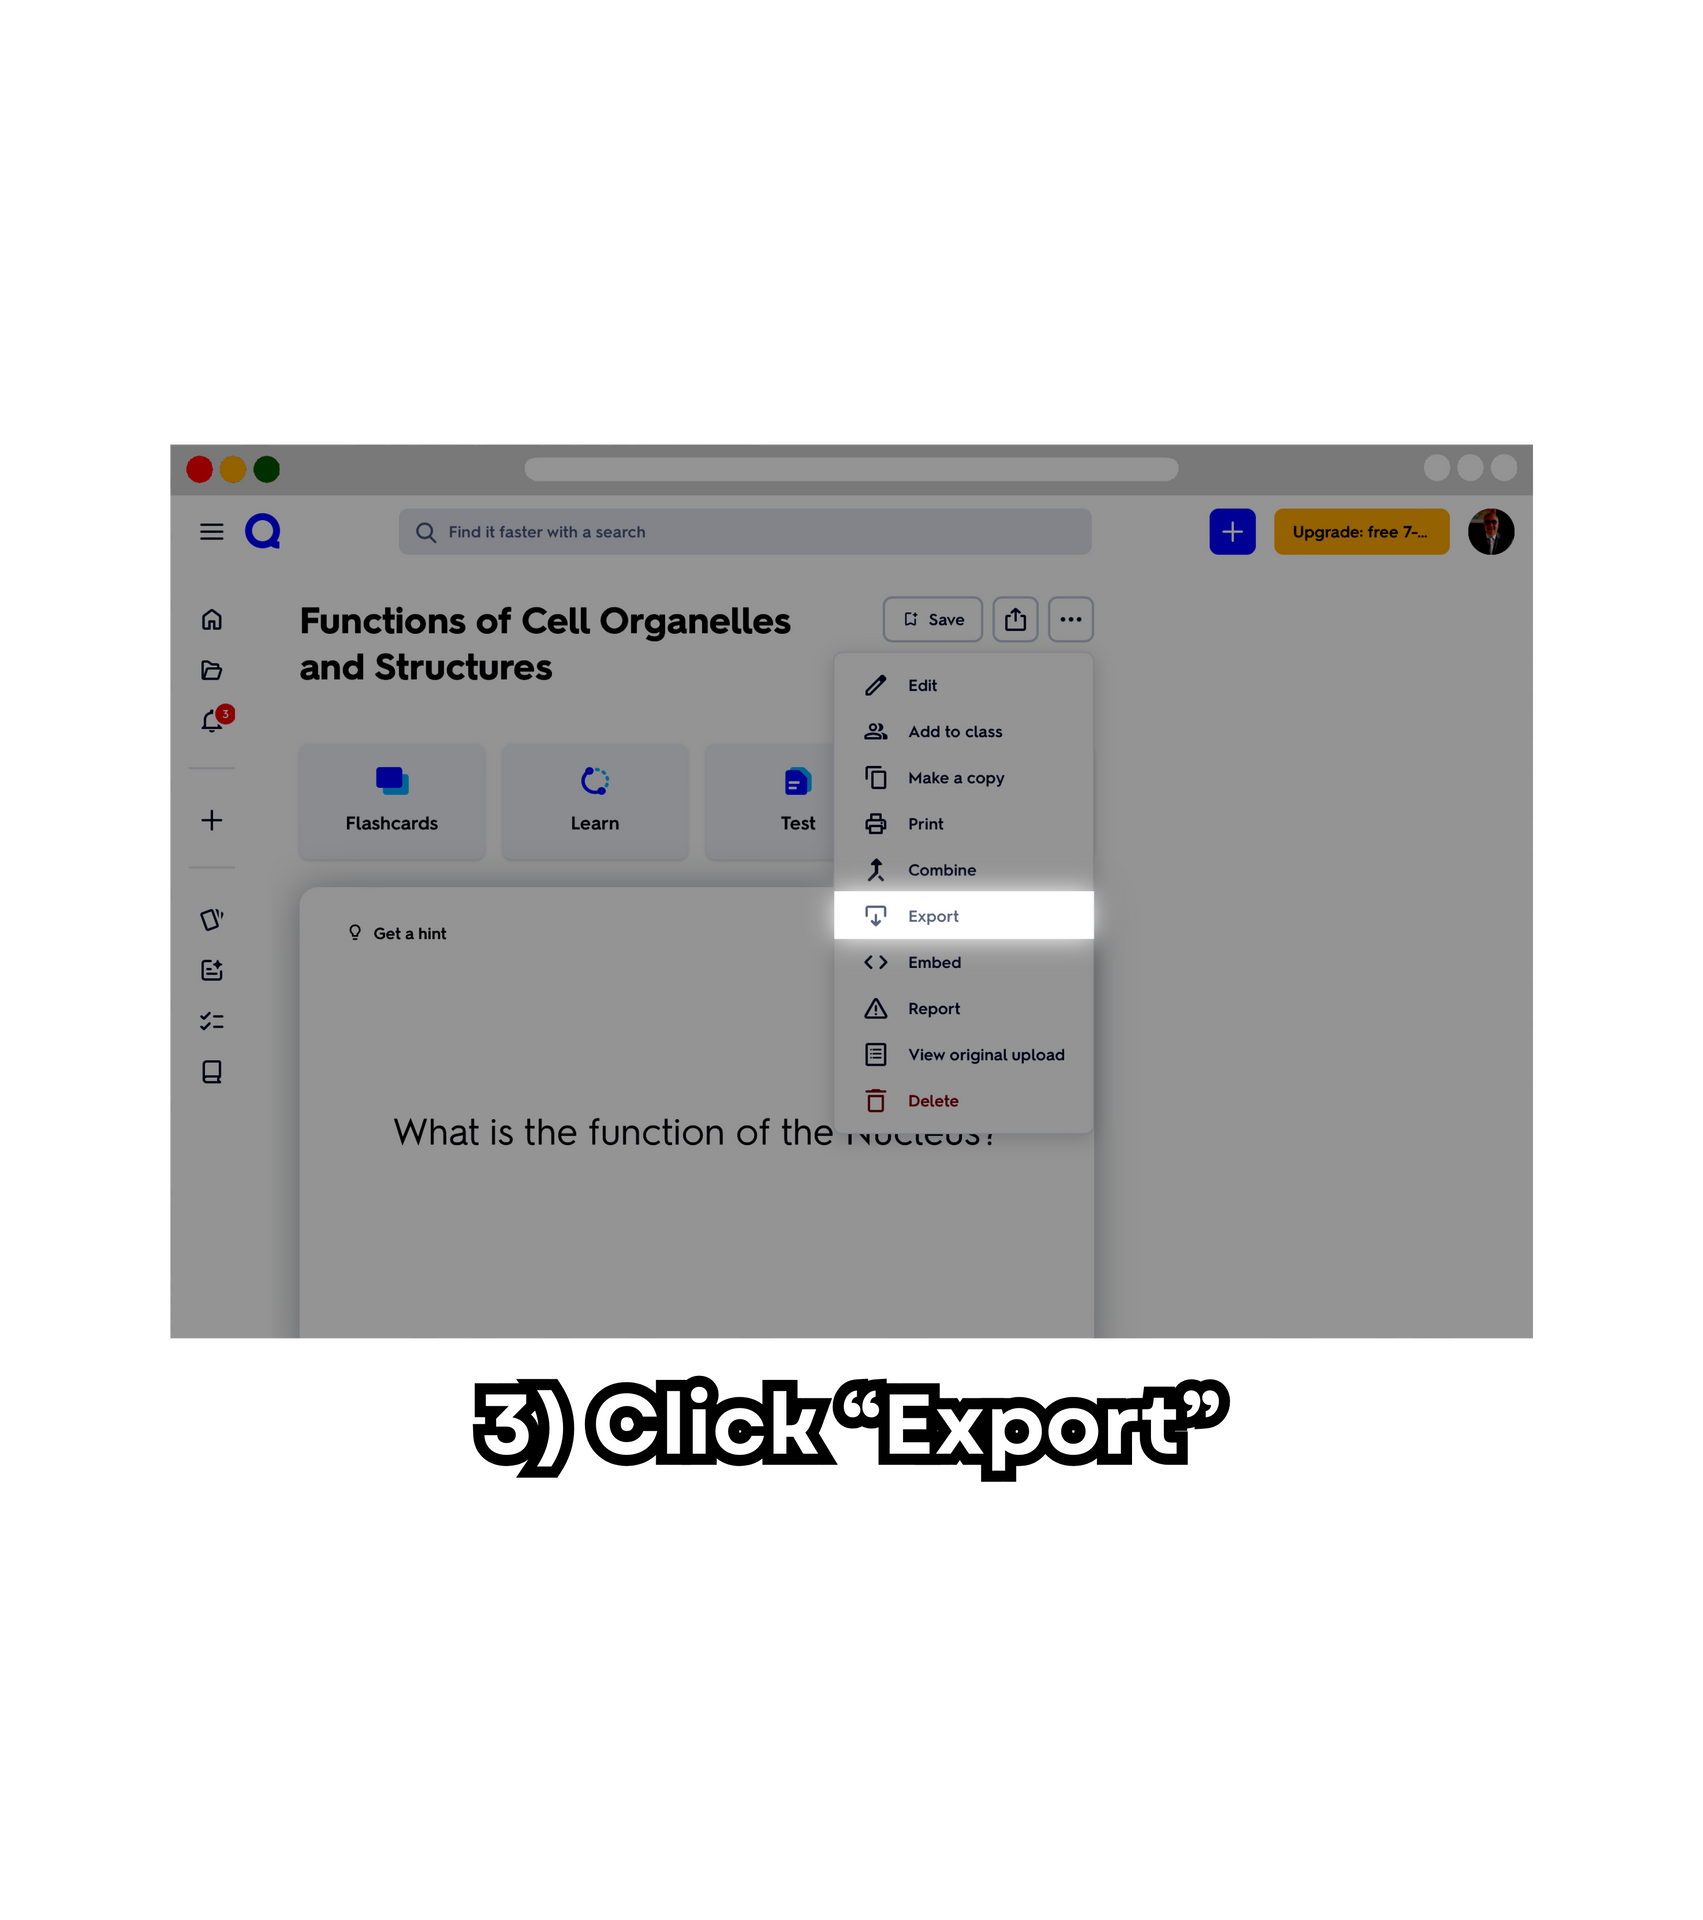 Find it faster with a search
Upgrade: free 7-...
Functions of Cell Organelles
and Structures
Save
3
Edit
Add to class
Make a copy
Print
Combine
Export
Embed
Report
View original upload
Delete
Flashcards
Learn
Test
Get a hint
What is the function of the Nucleus?
3) Click “Export”